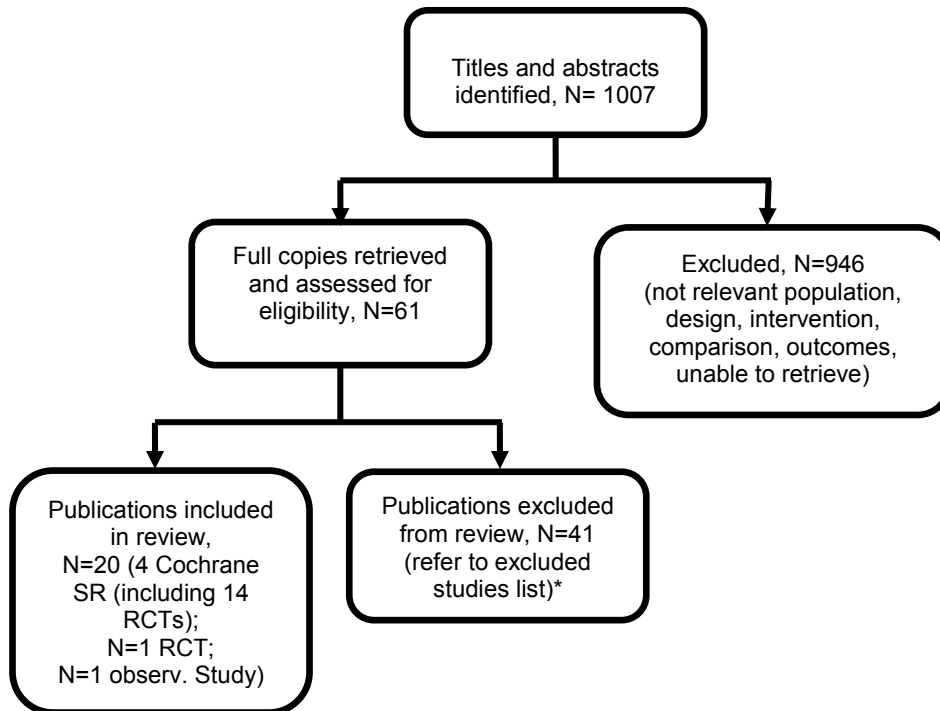 Titles and abstracts
identified, N= 1007
Full copies retrieved
and assessed for
eligibility, N=61
Excluded, N=946
(not relevant population,
design, intervention,
comparison, outcomes,
unable to retrieve)
Publications included
in review,
N=20 (4 Cochrane
SR (including 14
RCTs);
N=1 RCT;
N=1 observ. Study)
Publications excluded
from review, N=41
(refer to excluded
studies list)*